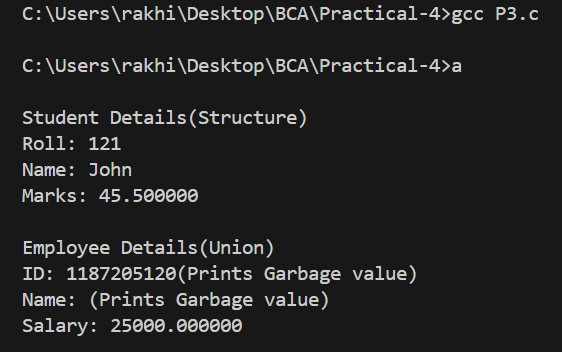 C:\Users\rakhi\Desktop\BCA\Practical-4>gcc P3.c
C:\Users\rakhi\Desktop\BCA\Practical-4>a
Student Details(Structure)
Roll: 121
Name: John
Marks: 45.500000
Employee Details(Union)
ID: 1187205120(Prints Garbage value)
Name: (Prints Garbage value)
Salary: 25000.000000